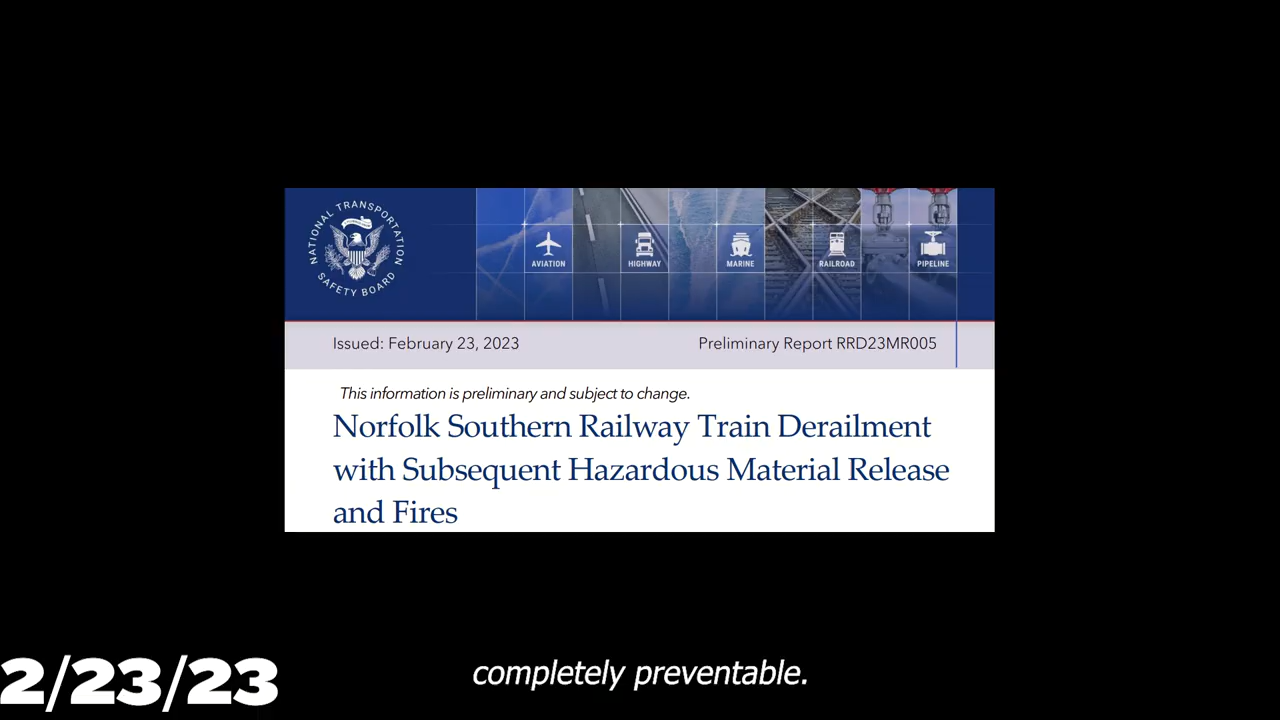 NATIONAL TRANSPORTATION
SAFETY BOARD
AVIATION
HIGHWAY
MARINE
RAILROAD
PIPELINE
Issued: February 23, 2023
Preliminary Report RRD23MR005
This information is preliminary and subject to change.
Norfolk Southern Railway Train Derailment
with Subsequent Hazardous Material Release
and Fires
2/23/23
completely preventable.